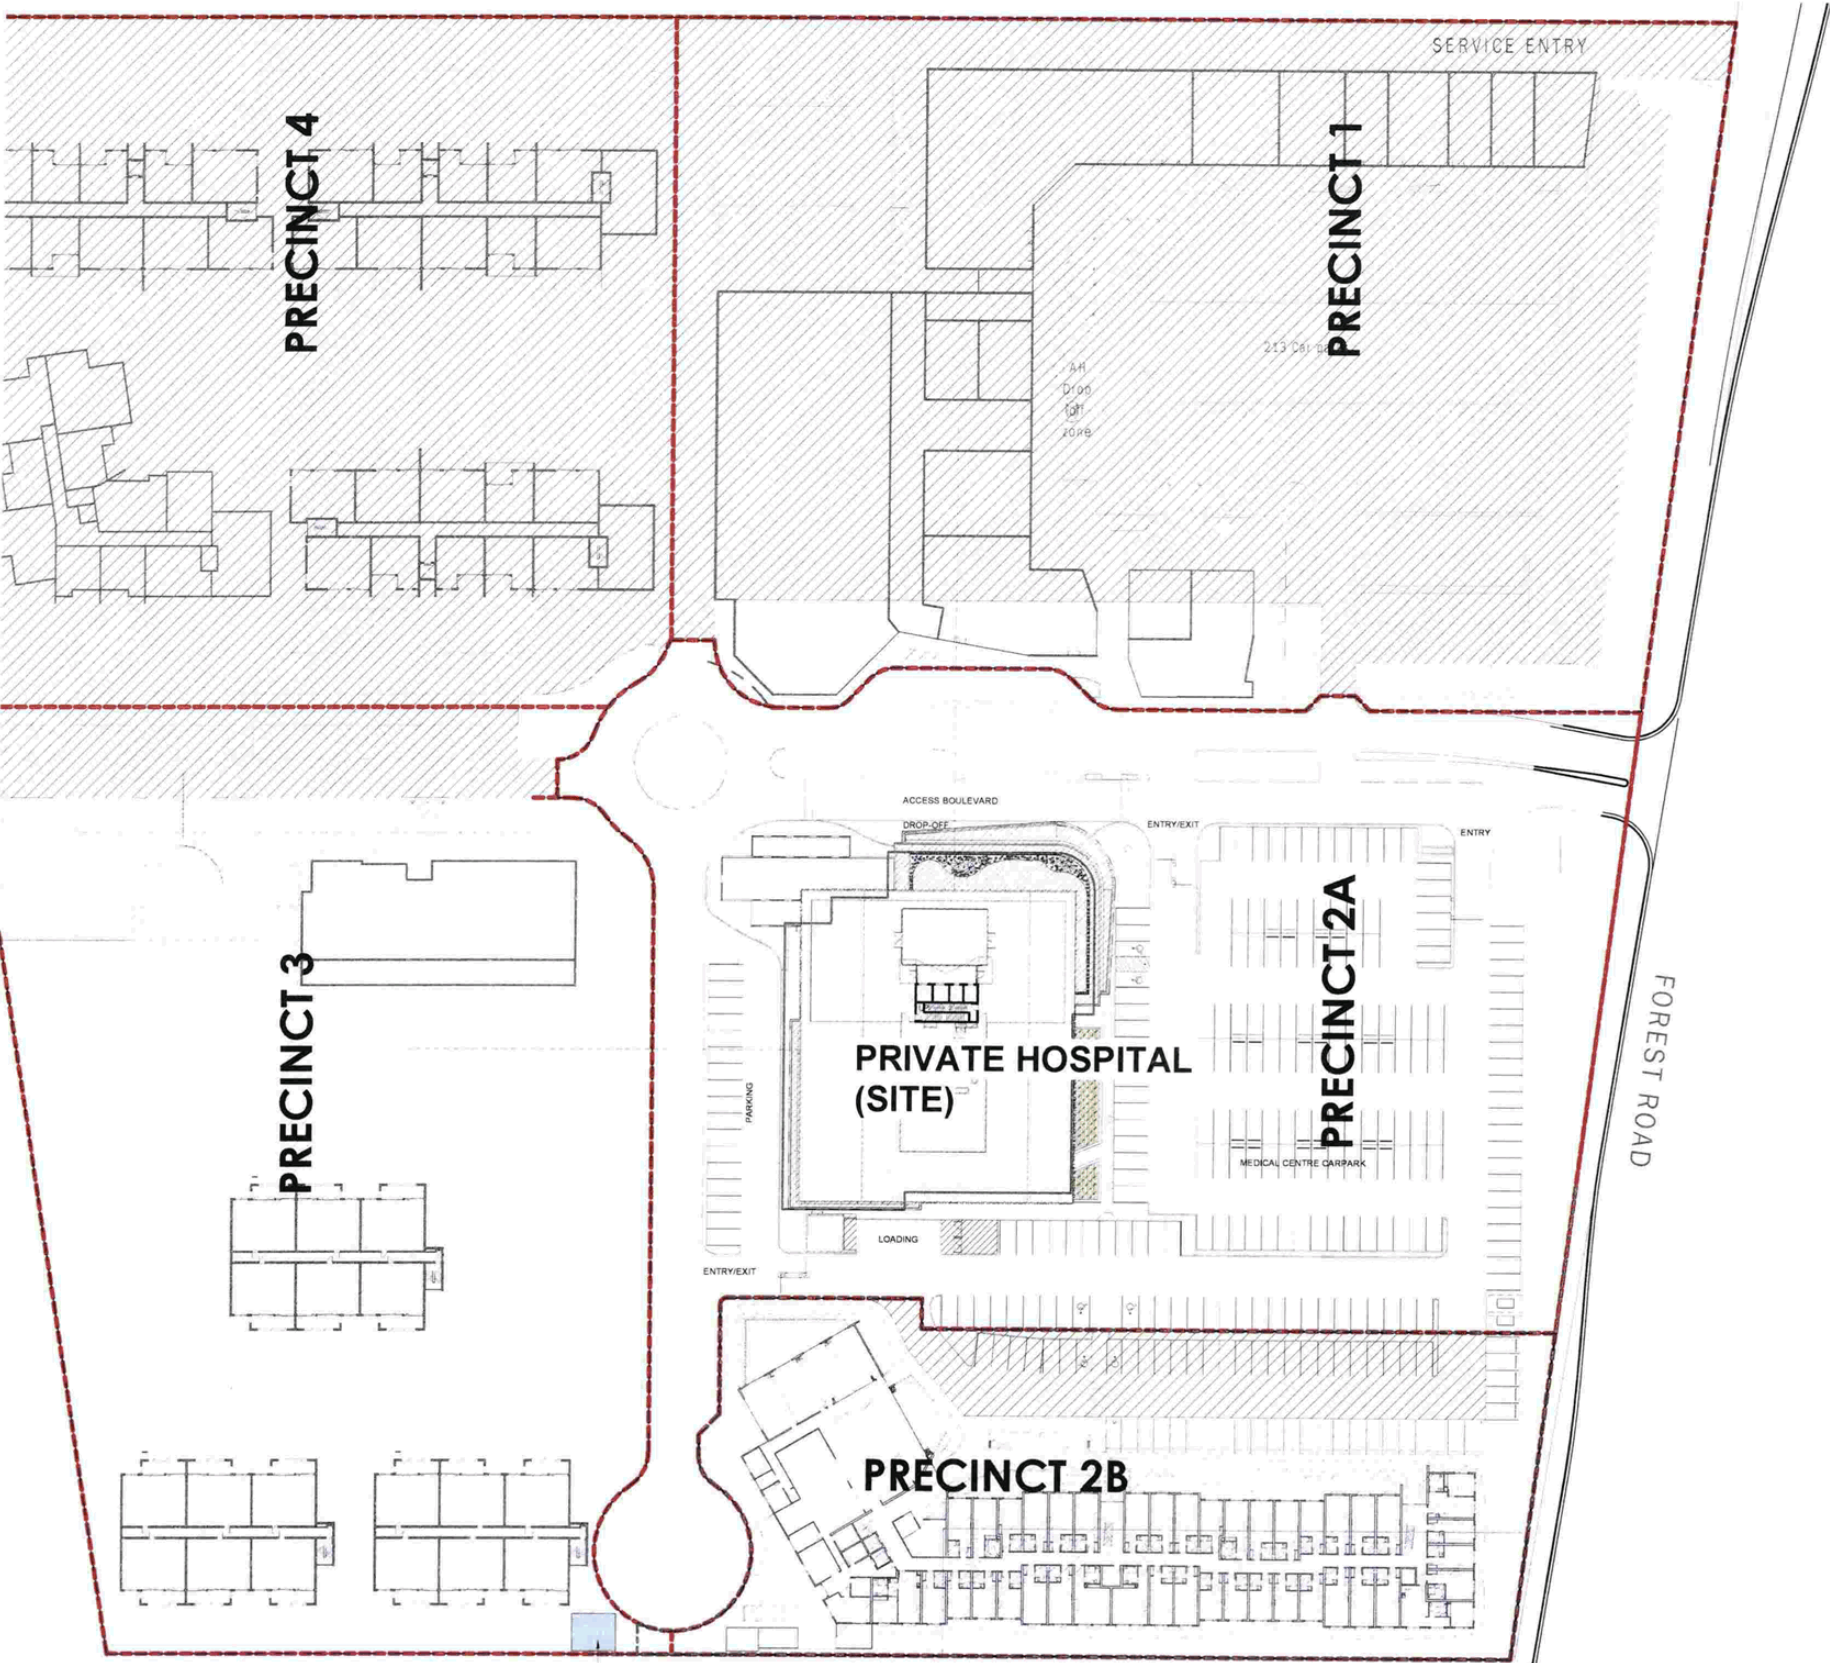 SERVICE ENTRY
PRECINCT 4
PRECINCT 1
213 Car
Drop
off
zone
ACCESS BOULEVARD
DROP-OFF
ENTRY/EXIT
ENTRY
PRECINCT 3
PRECINCT 2A
PRIVATE HOSPITAL
(SITE)
FOREST ROAD
PARKING
MEDICAL CENTRE CARPARK
LOADING
ENTRY/EXIT
PRECINCT 2B